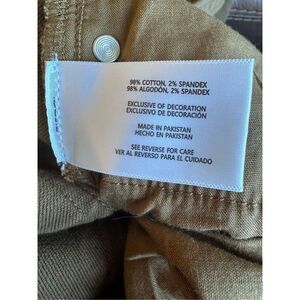 98% COTTON, 2% SPANDEX
98% ALGODÓN, 2% SPANDEX
EXCLUSIVE OF DECORATION
EXCLUSIVO DE DECORACIÓN
MADE IN PAKISTAN
HECHO EN PAKISTÁN
SEE REVERSE FOR CARE
VER AL REVERSO PARA EL CUIDADO